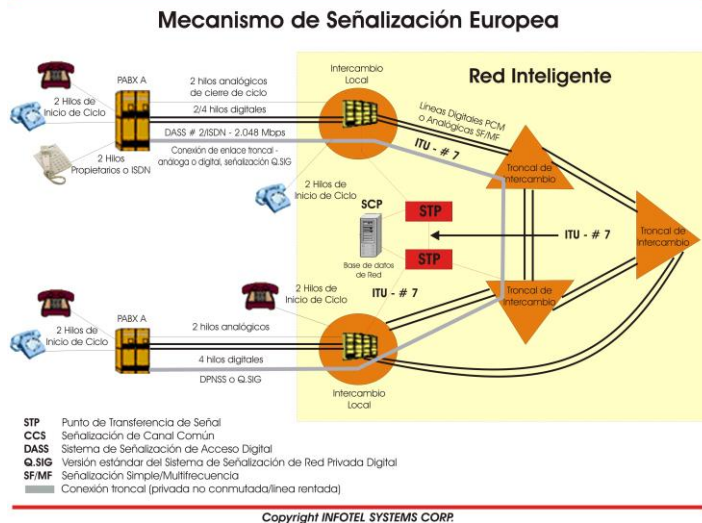 Mecanismo de Señalización Europea
Red Inteligente
PABX A
2 Hilos de
Inicio de Ciclo
2 Hilos
Propietarios o ISDN
2 hilos analógicos
de cierre de ciclo
2/4 hilos digitales
DASS # 2/ISDN - 2.048 Mbps
Conexión de enlace troncal -
análoga o digital, señalización Q.SIG
Intercambio
Local
2 Hilos de
Inicio de Ciclo
Líneas Digitales PCM
o Analógicas SF/MF
ITU - # 7
Troncal de
Intercambio
SCP
STP
STP
Base de datos
de Red
ITU - # 7
Troncal de
Intercambio
ITU - # 7
Troncal de
Intercambio
2 Hilos de
Inicio de Ciclo
PABX A
2 Hilos de
Inicio de Ciclo
2 hilos analógicos
4 hilos digitales
DPNSS o Q.SIG
Intercambio
Local
STP Punto de Transferencia de Señal
CCS Señalización de Canal Común
DASS Sistema de Señalización de Acceso Digital
Q.SIG Versión estándar del Sistema de Señalización de Red Privada Digital
SF/MF Señalización Simple/Multifrecuencia
Conexión troncal (privada no conmutada/línea rentada)
Copyright INFOTEL SYSTEMS CORP.